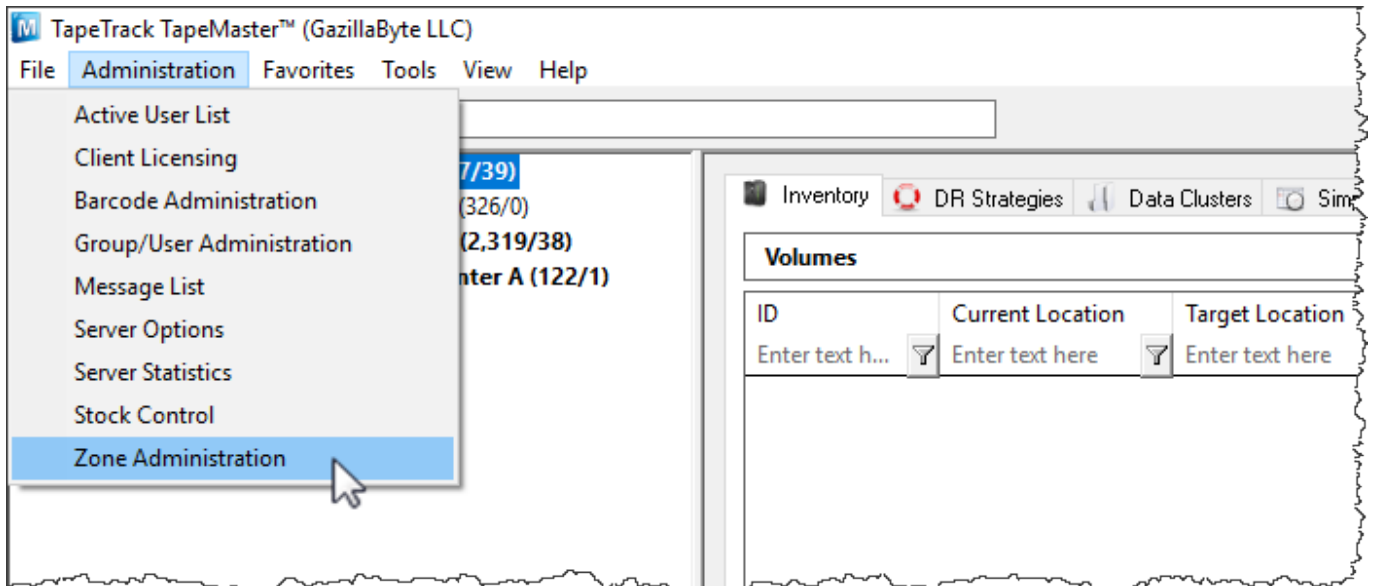 TapeTrack TapeMaster™ (GazillaByte LLC)
File Administration Favorites Tools View Help
Active User List
Client Licensing
Barcode Administration
Group/User Administration
Message List
Server Options
Server Statistics
Stock Control
Zone Administration
7/39)
(326/0)
(2,319/38)
nter A (122/1)
Inventory DR Strategies Data Clusters Sim
Volumes
ID Current Location Target Location
Enter text h... Enter text here Enter text here